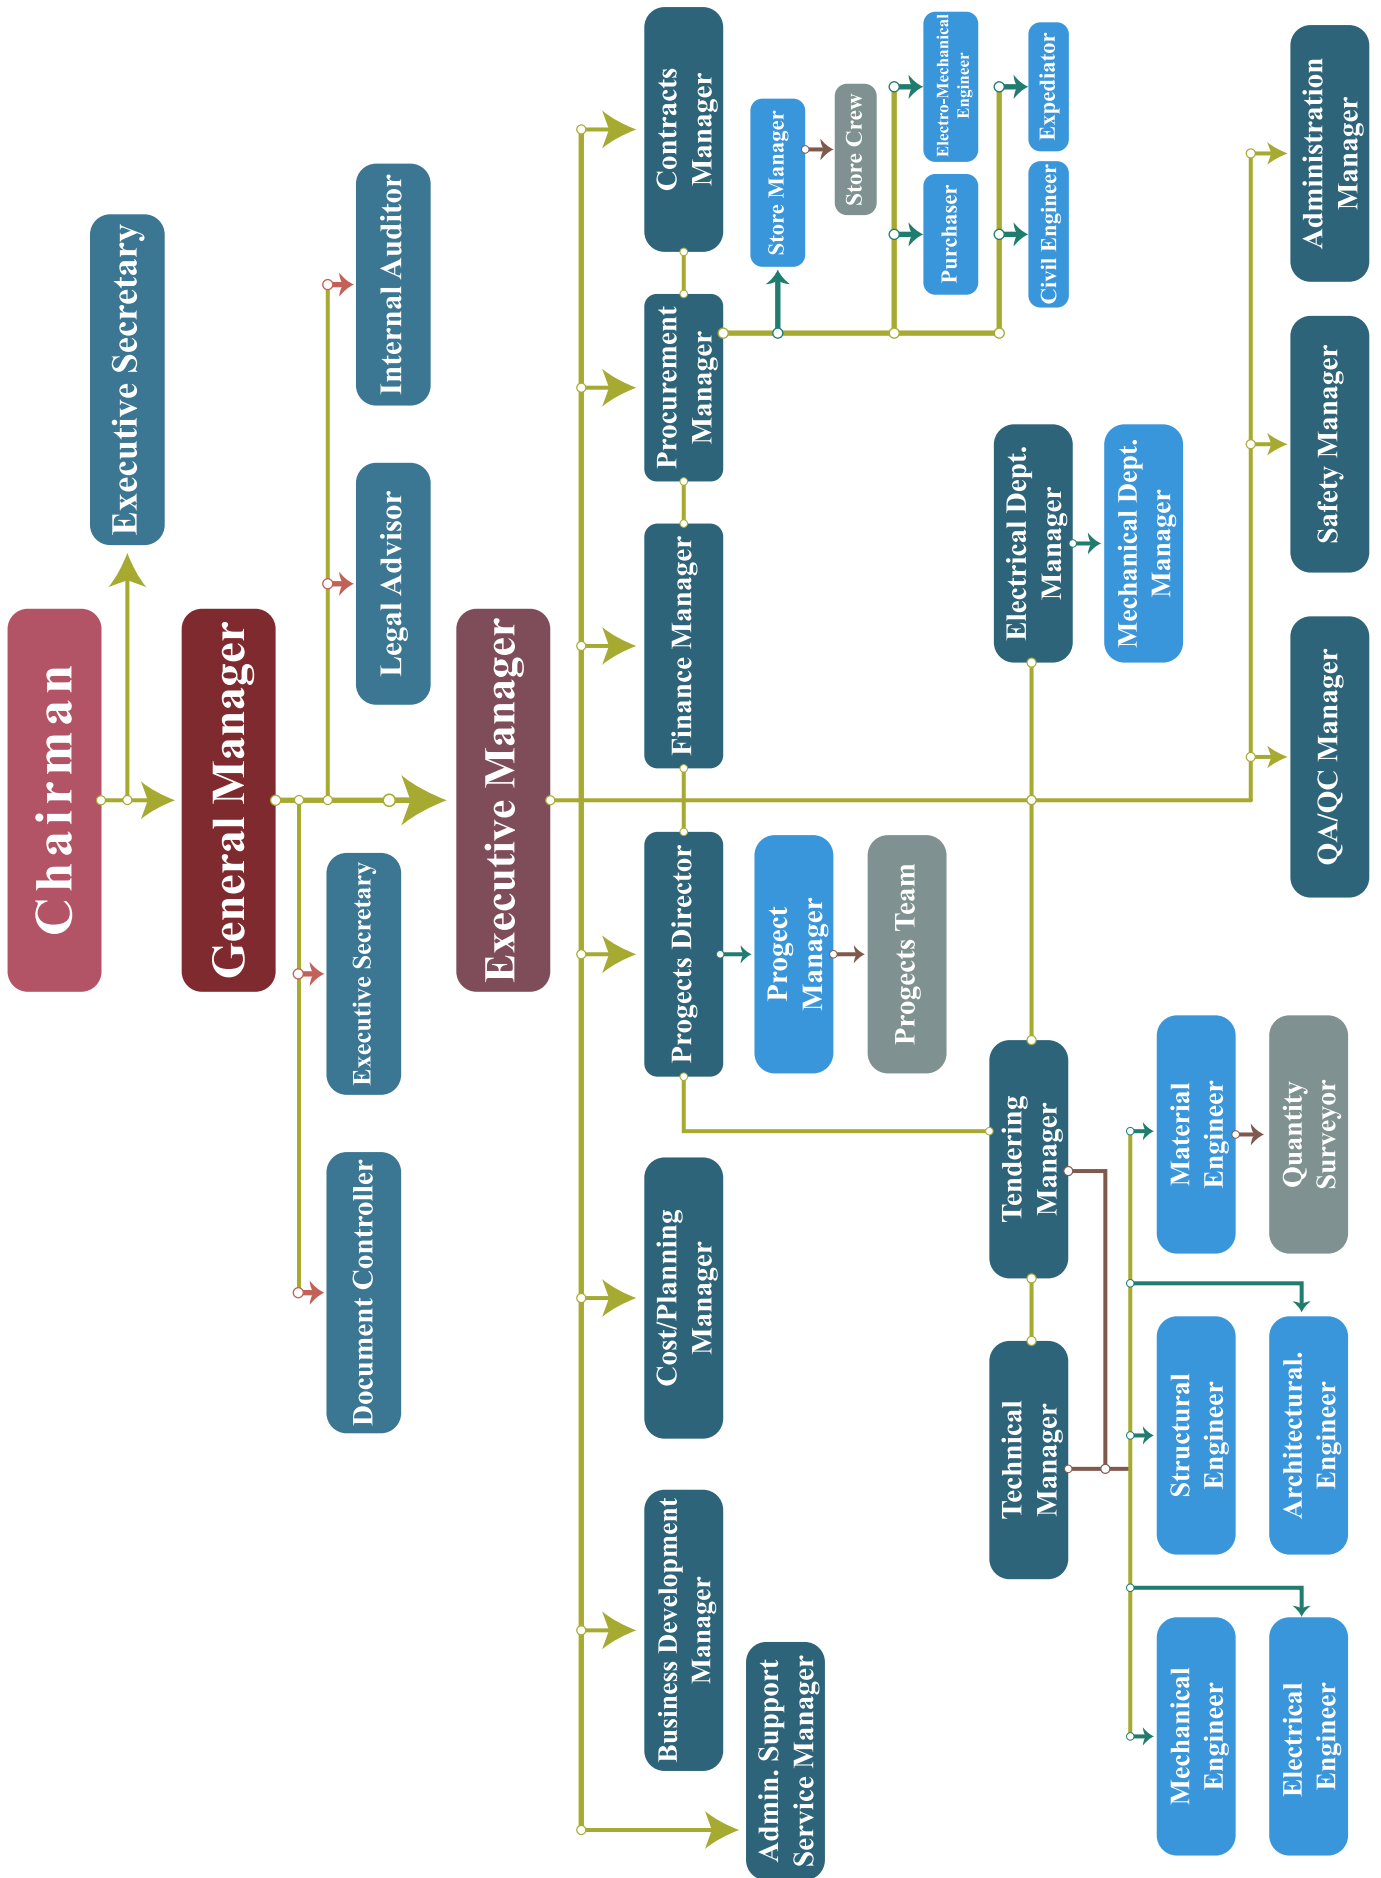 Chairman
Executive Secretary
General Manager
Internal Auditor
Legal Advisor
Executive Secretary
Document Controller
Executive Manager
Contracts
Manager
Procurement
Manager
Finance Manager
Progects Director
Cost/Planning
Manager
Business Development
Manager
Admin. Support
Service Manager
Store Manager
Store Crew
Electro-Mechanical
Engineer
Purchaser
Expediator
Civil Engineer
Progect
Manager
Progects Team
Electrical Dept.
Manager
Mechanical Dept.
Manager
Tendering
Manager
Technical
Manager
Material
Engineer
Quantity
Surveyor
Structural
Engineer
Architectural.
Engineer
Mechanical
Engineer
Electrical
Engineer
Administration
Manager
Safety Manager
QA/QC Manager